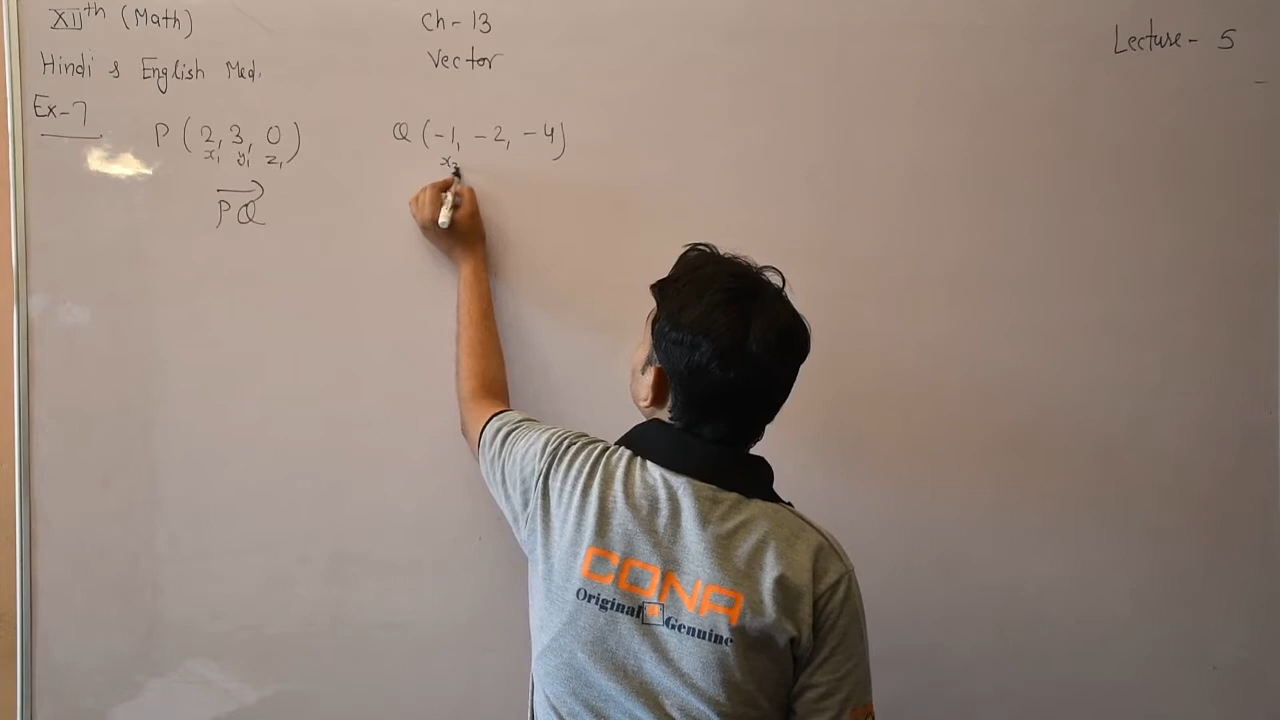 XIIth (Math)
Ch - 13
Lecture - 5
Hindi & English Med.
Vector
Ex-7
P (2, 3, 0)
x₁ y₁ z₁
Q (-1, -2, -4)
x₂
→
PQ
CONA
Original Genuine